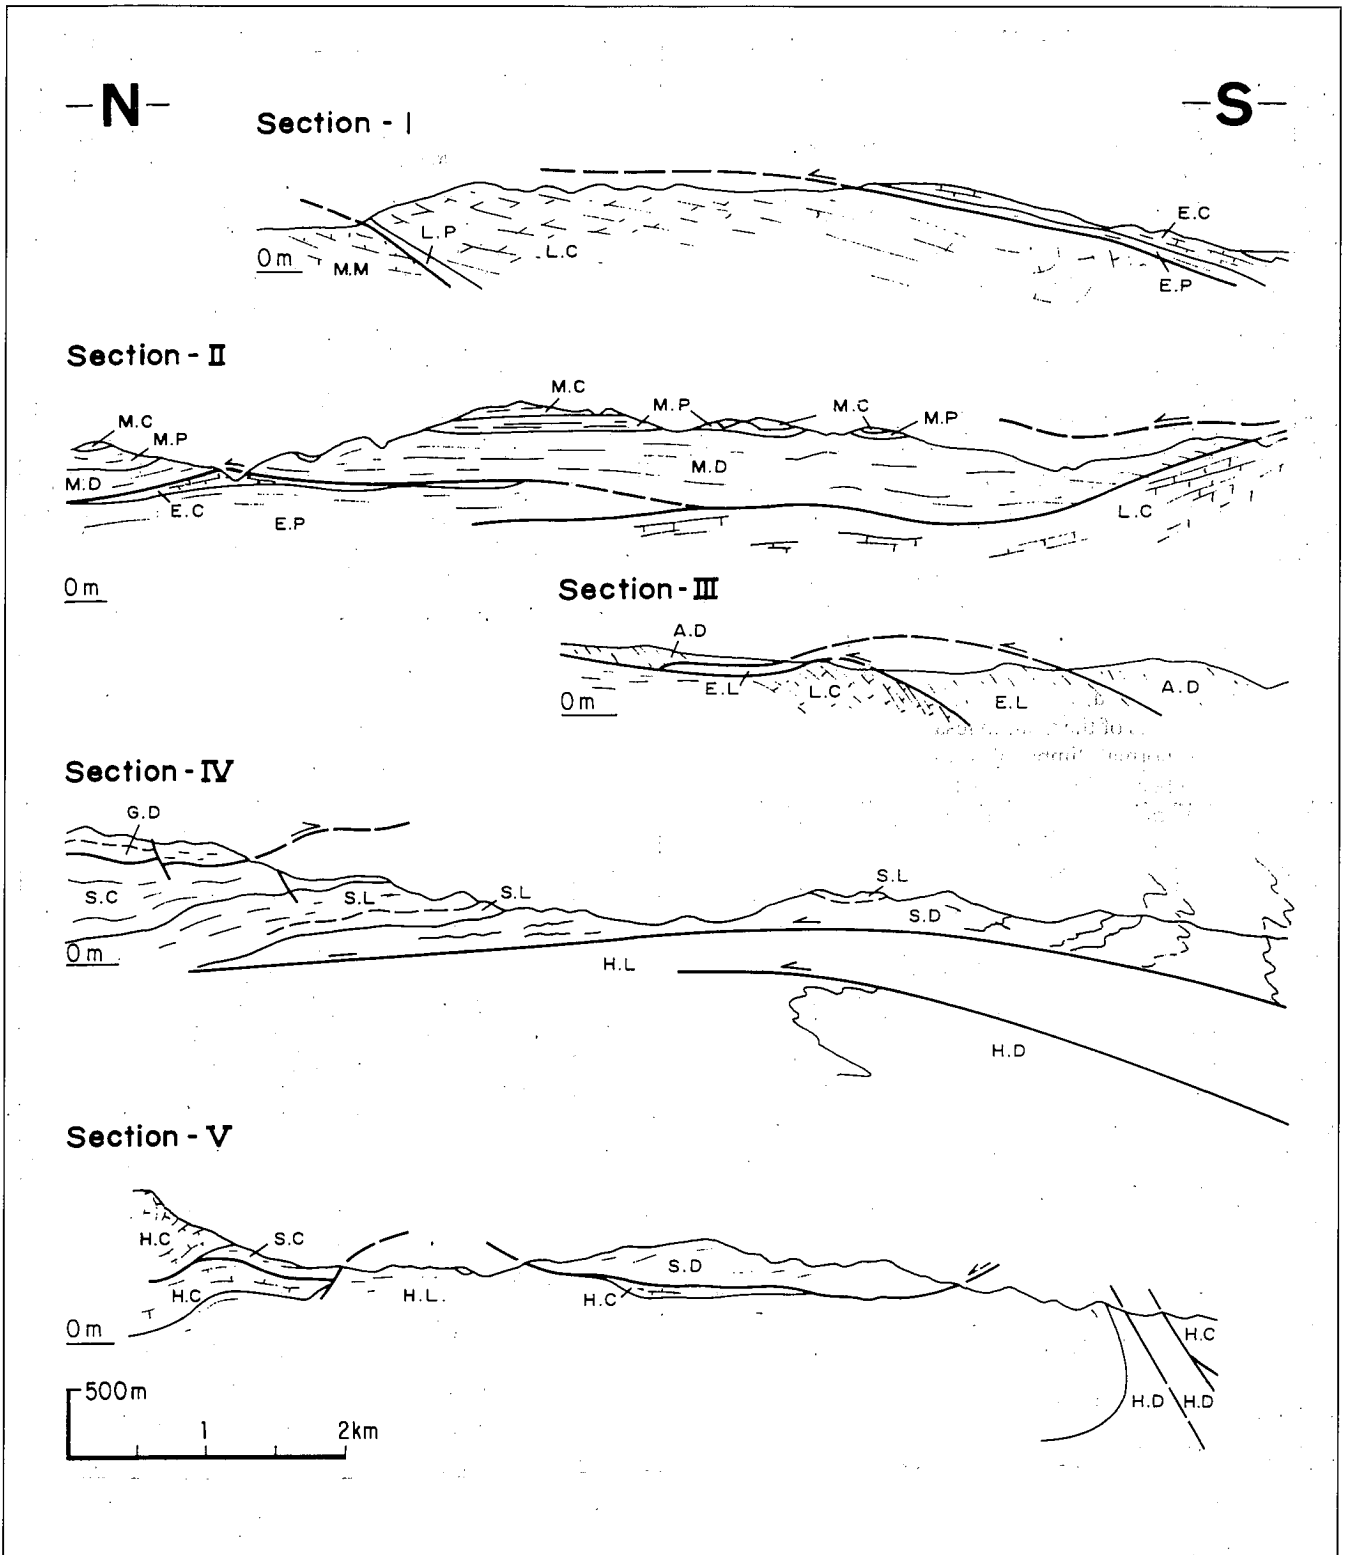 -N-
-S-
Section - I
E.C
L.P
L.C
0m
M.M
E.P
Section - II
M.C
M.C
M.P
M.C
M.P
M.P
M.D
M.D
E.C
E.P
L.C
0m
Section - III
A.D
E.L
L.C
E.L
A.D
0m
Section - IV
G.D
S.C
S.L
S.L
S.L
S.D
0m
H.L
H.D
Section - V
H.C
S.C
S.D
H.C
H.L.
H.C
0m
H.C
H.D
H.D
500m
1
2km